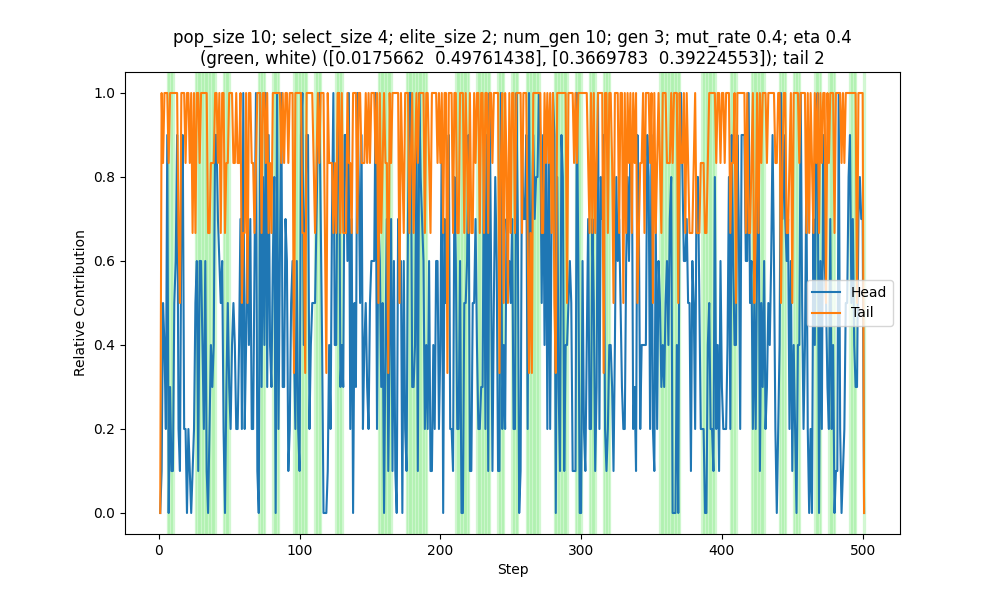 pop_size 10; select_size 4; elite_size 2; num_gen 10; gen 3; mut_rate 0.4; eta 0.4
(green, white) ([0.0175662  0.49761438], [0.3669783  0.39224553]); tail 2
1.0
0.8
0.6
0.4
0.2
0.0
Relative Contribution
Head
Tail
0
100
200
300
400
500
Step